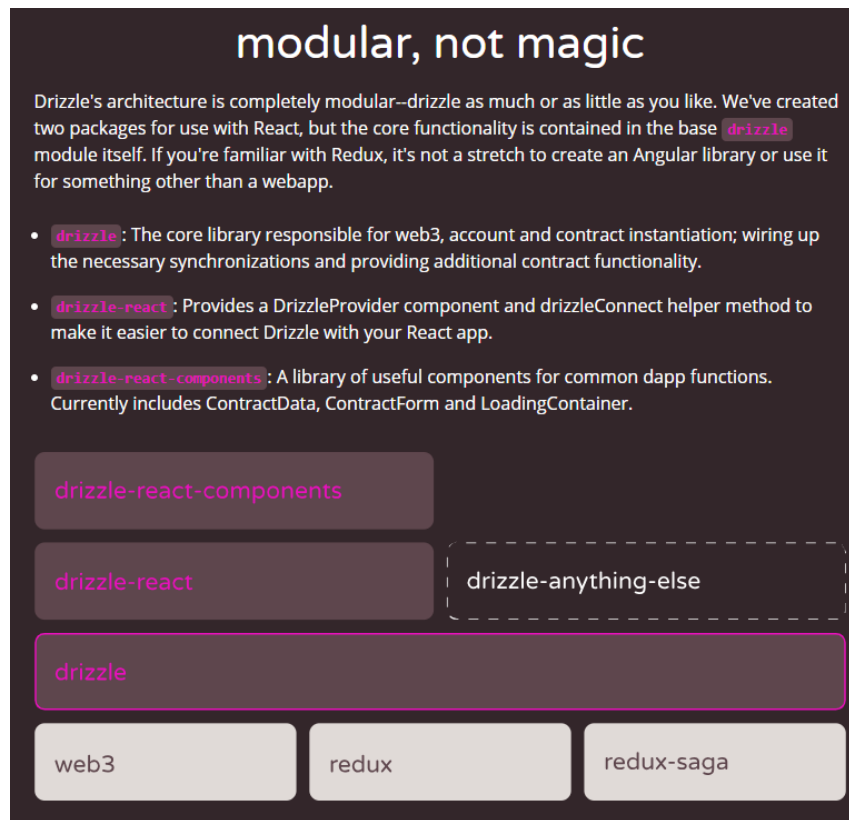 modular, not magic
Drizzle's architecture is completely modular--drizzle as much or as little as you like. We've created
two packages for use with React, but the core functionality is contained in the base drizzle
module itself. If you're familiar with Redux, it's not a stretch to create an Angular library or use it
for something other than a webapp.
• drizzle: The core library responsible for web3, account and contract instantiation; wiring up
the necessary synchronizations and providing additional contract functionality.
• drizzle-react: Provides a DrizzleProvider component and drizzleConnect helper method to
make it easier to connect Drizzle with your React app.
• drizzle-react-components: A library of useful components for common dapp functions.
Currently includes ContractData, ContractForm and LoadingContainer.
drizzle-react-components
drizzle-react
drizzle-anything-else
drizzle
web3
redux
redux-saga